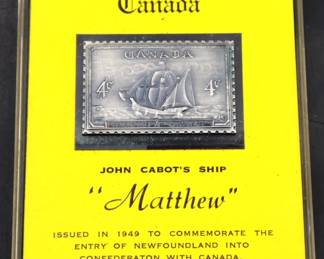 Canada
CANADA
4¢ 4¢
JOHN CABOT'S SHIP
"Matthew"
ISSUED IN 1949 TO COMMEMORATE THE
ENTRY OF NEWFOUNDLAND INTO
CONFEDERATON WITH CANADA.